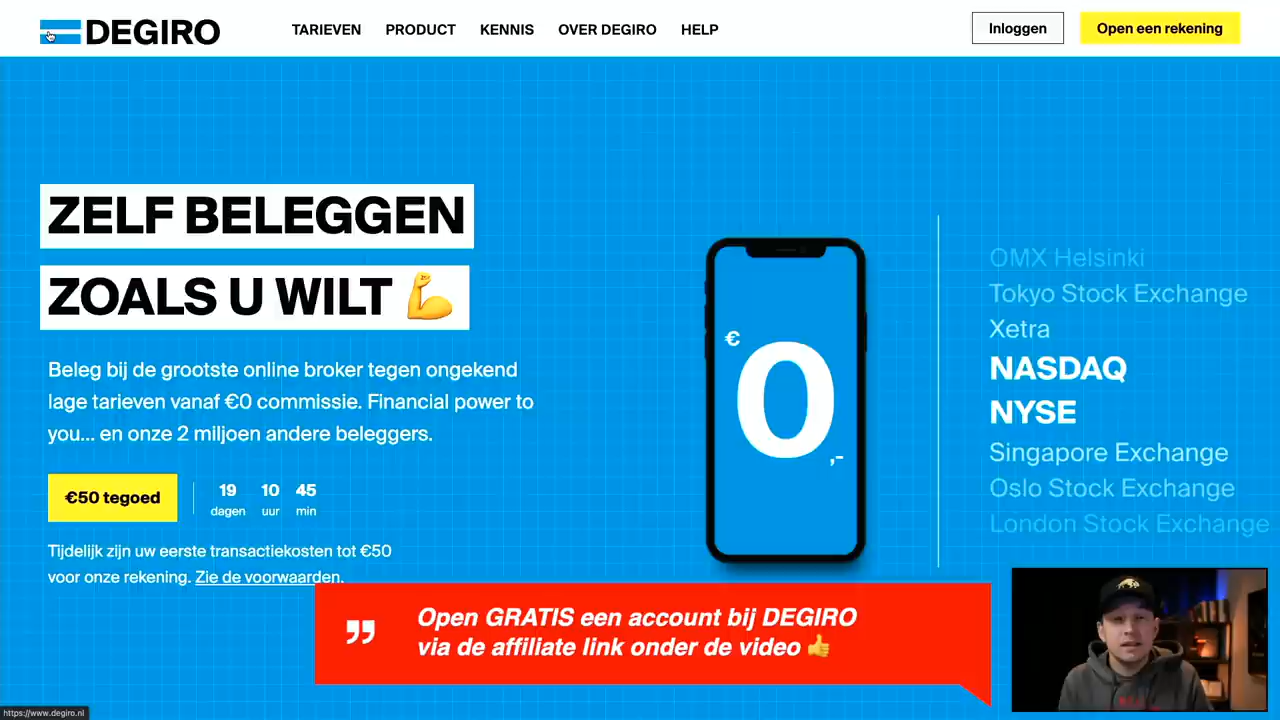 DEGIRO
TARIEVEN PRODUCT KENNIS OVER DEGIRO HELP
Inloggen
Open een rekening
ZELF BELEGGEN
ZOALS U WILT 💪
Beleg bij de grootste online broker tegen ongekend
lage tarieven vanaf €0 commissie. Financial power to
you... en onze 2 miljoen andere beleggers.
€50 tegoed
19 10 45
dagen uur min
Tijdelijk zijn uw eerste transactiekosten tot €50
voor onze rekening. Zie de voorwaarden.
€ 0 ,-
OMX Helsinki
Tokyo Stock Exchange
Xetra
NASDAQ
NYSE
Singapore Exchange
Oslo Stock Exchange
London Stock Exchange
Open GRATIS een account bij DEGIRO
via de affiliate link onder de video 👍
https://www.degiro.nl